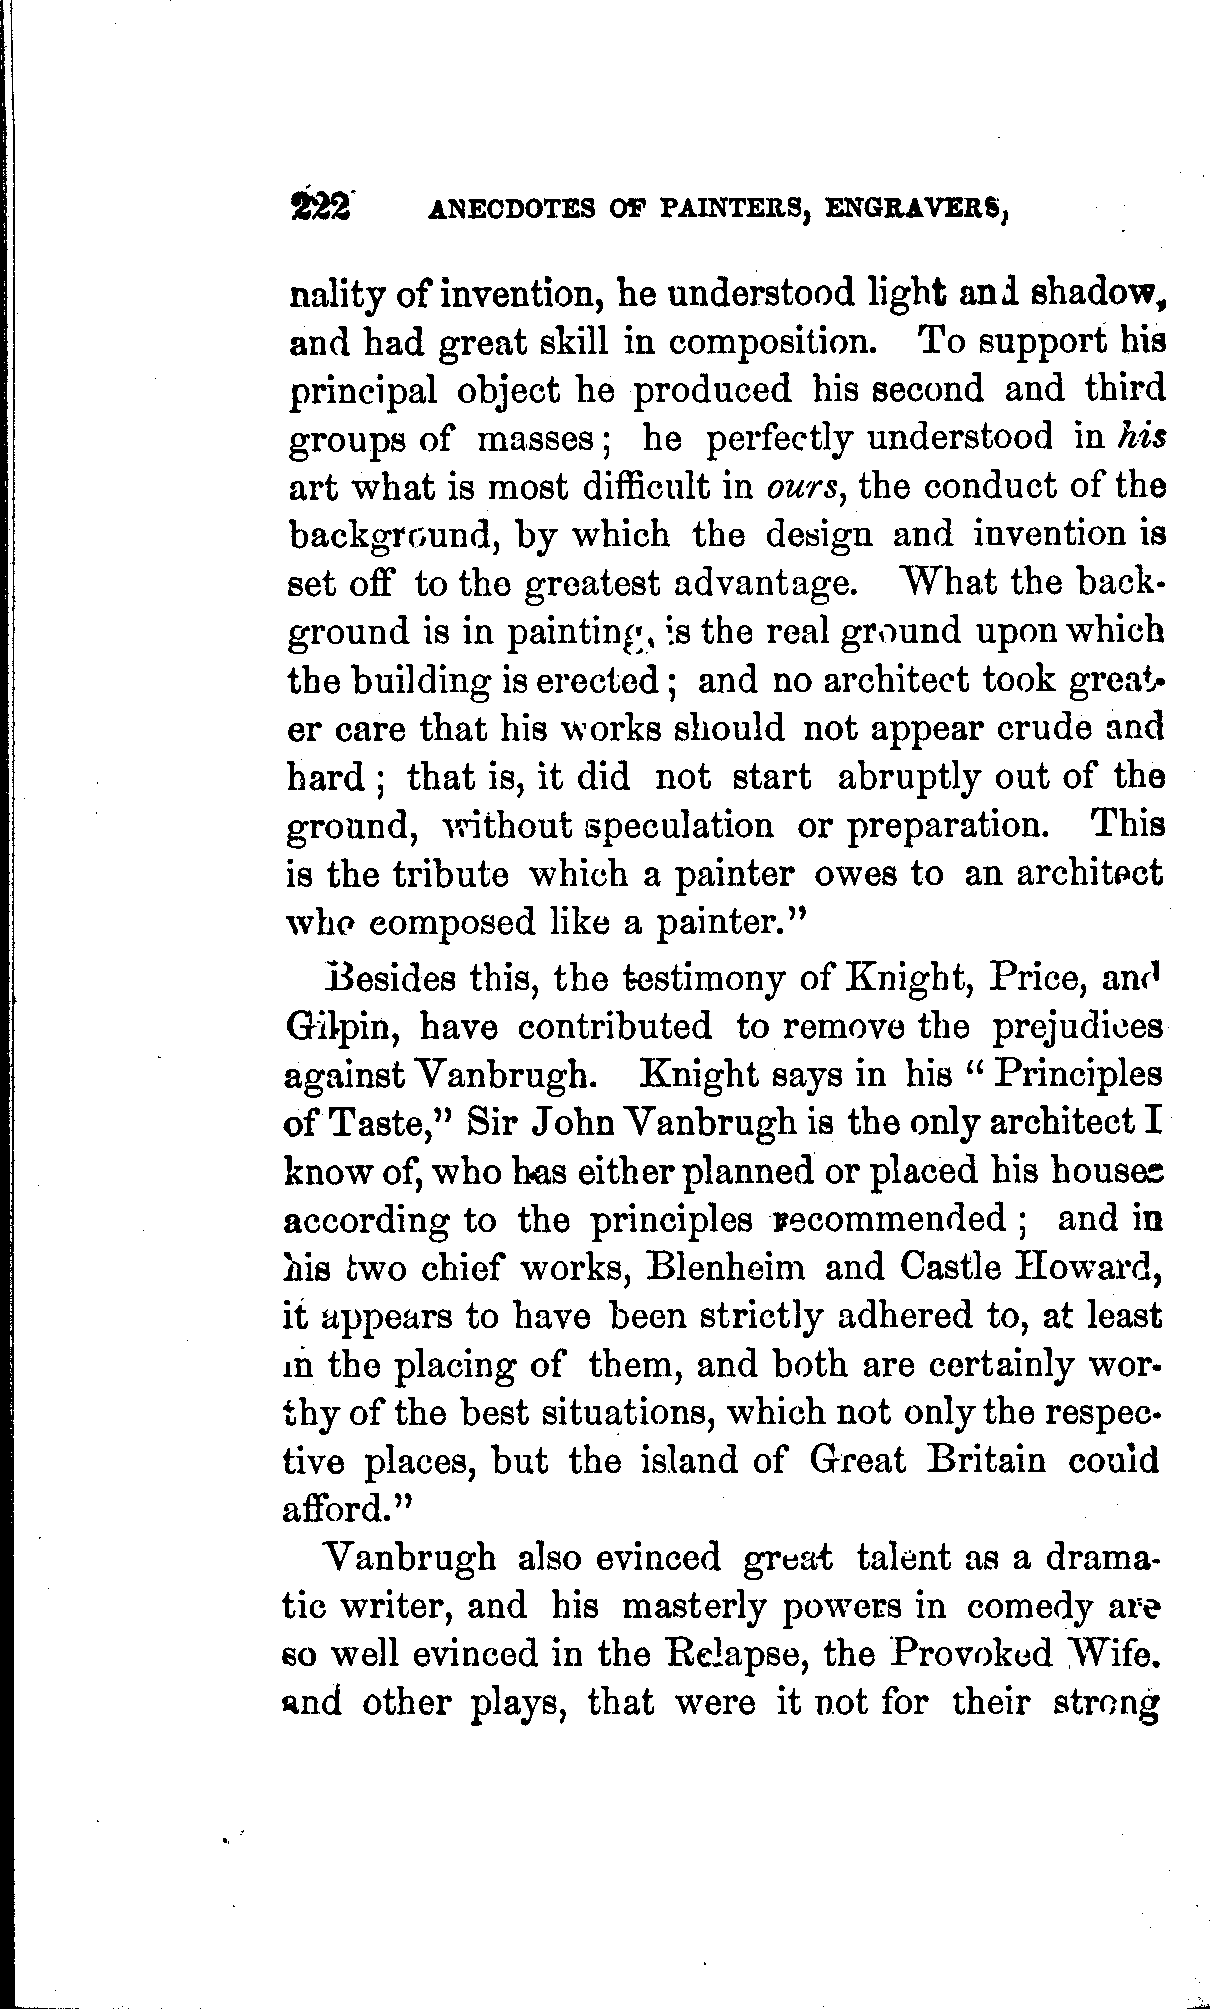 222 ANECDOTES OF PAINTERS, ENGRAVERS,
nality of invention, he understood light and shadow,
and had great skill in composition. To support his
principal object he produced his second and third
groups of masses; he perfectly understood in his
art what is most difficult in ours, the conduct of the
background, by which the design and invention is
set off to the greatest advantage. What the back-
ground is in painting, is the real ground upon which
the building is erected; and no architect took great-
er care that his works should not appear crude and
hard; that is, it did not start abruptly out of the
ground, without speculation or preparation. This
is the tribute which a painter owes to an architect
who composed like a painter."
Besides this, the testimony of Knight, Price, and
Gilpin, have contributed to remove the prejudices
against Vanbrugh. Knight says in his "Principles
of Taste," Sir John Vanbrugh is the only architect I
know of, who has either planned or placed his houses
according to the principles recommended; and in
his two chief works, Blenheim and Castle Howard,
it appears to have been strictly adhered to, at least
in the placing of them, and both are certainly wor-
thy of the best situations, which not only the respec-
tive places, but the island of Great Britain could
afford."
Vanbrugh also evinced great talent as a drama-
tic writer, and his masterly powers in comedy are
so well evinced in the Relapse, the Provoked Wife.
and other plays, that were it not for their strong